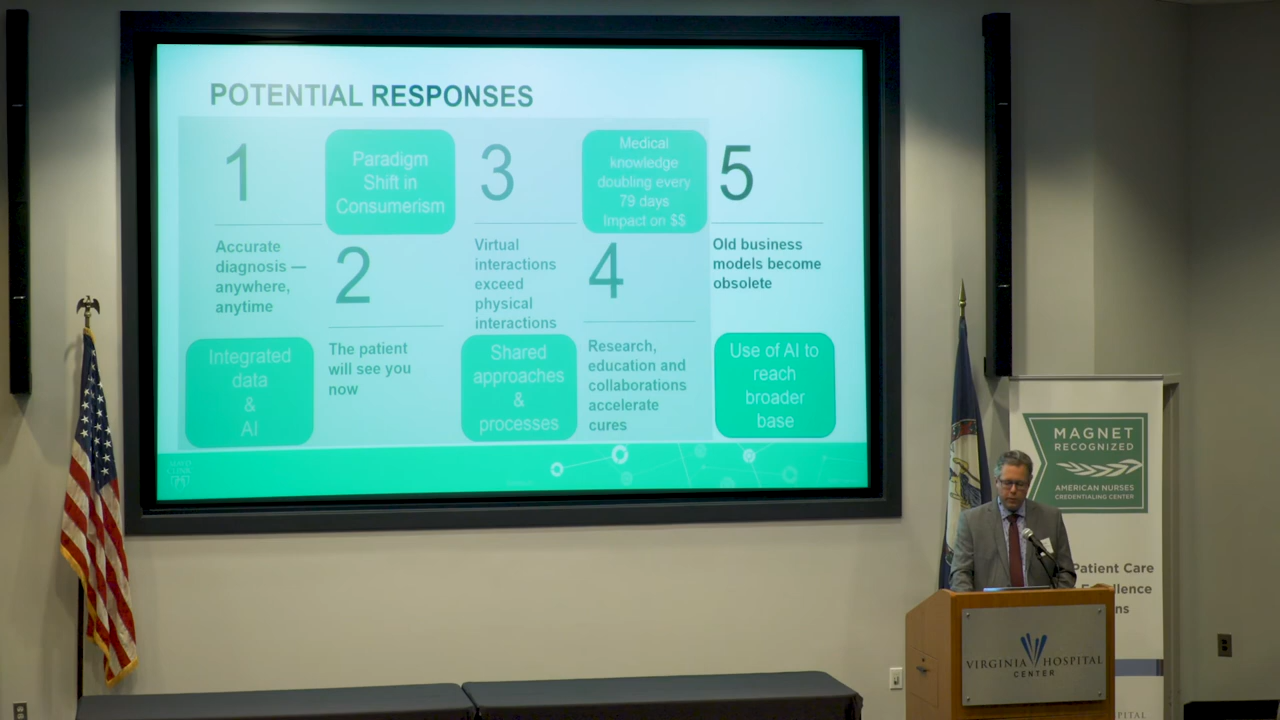 POTENTIAL RESPONSES
1
Accurate
diagnosis —
anywhere,
anytime
Integrated
data
&
AI
Paradigm
Shift in
Consumerism
2
The patient
will see you
now
3
Virtual
interactions
exceed
physical
interactions
Shared
approaches
&
processes
Medical
knowledge
doubling every
79 days
Impact on $$
4
Research,
education and
collaborations
accelerate
cures
5
Old business
models become
obsolete
Use of AI to
reach
broader
base
MAYO
CLINIC
MAGNET
RECOGNIZED
AMERICAN NURSES
CREDENTIALING CENTER
Patient Care
VIRGINIA HOSPITAL
CENTER